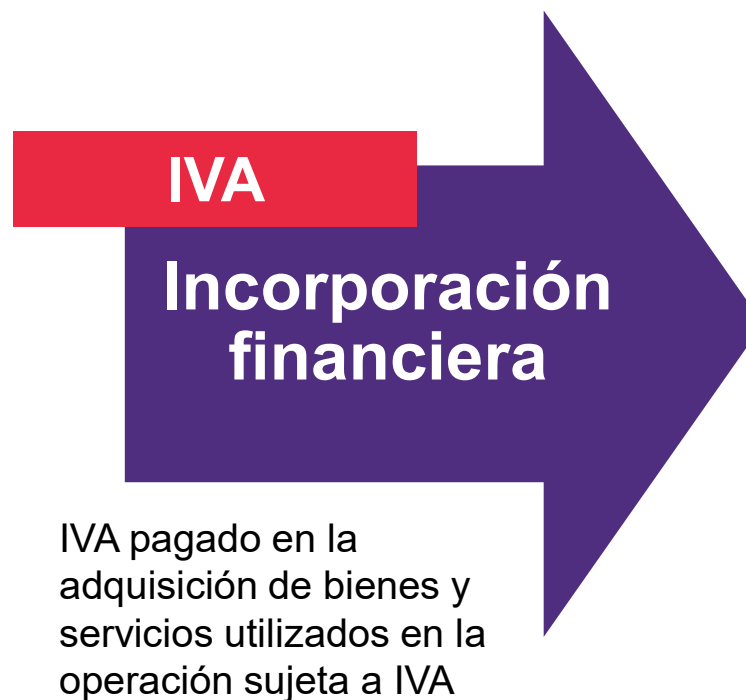 IVA
Incorporación
financiera
IVA pagado en la
adquisición de bienes y
servicios utilizados en la
operación sujeta a IVA